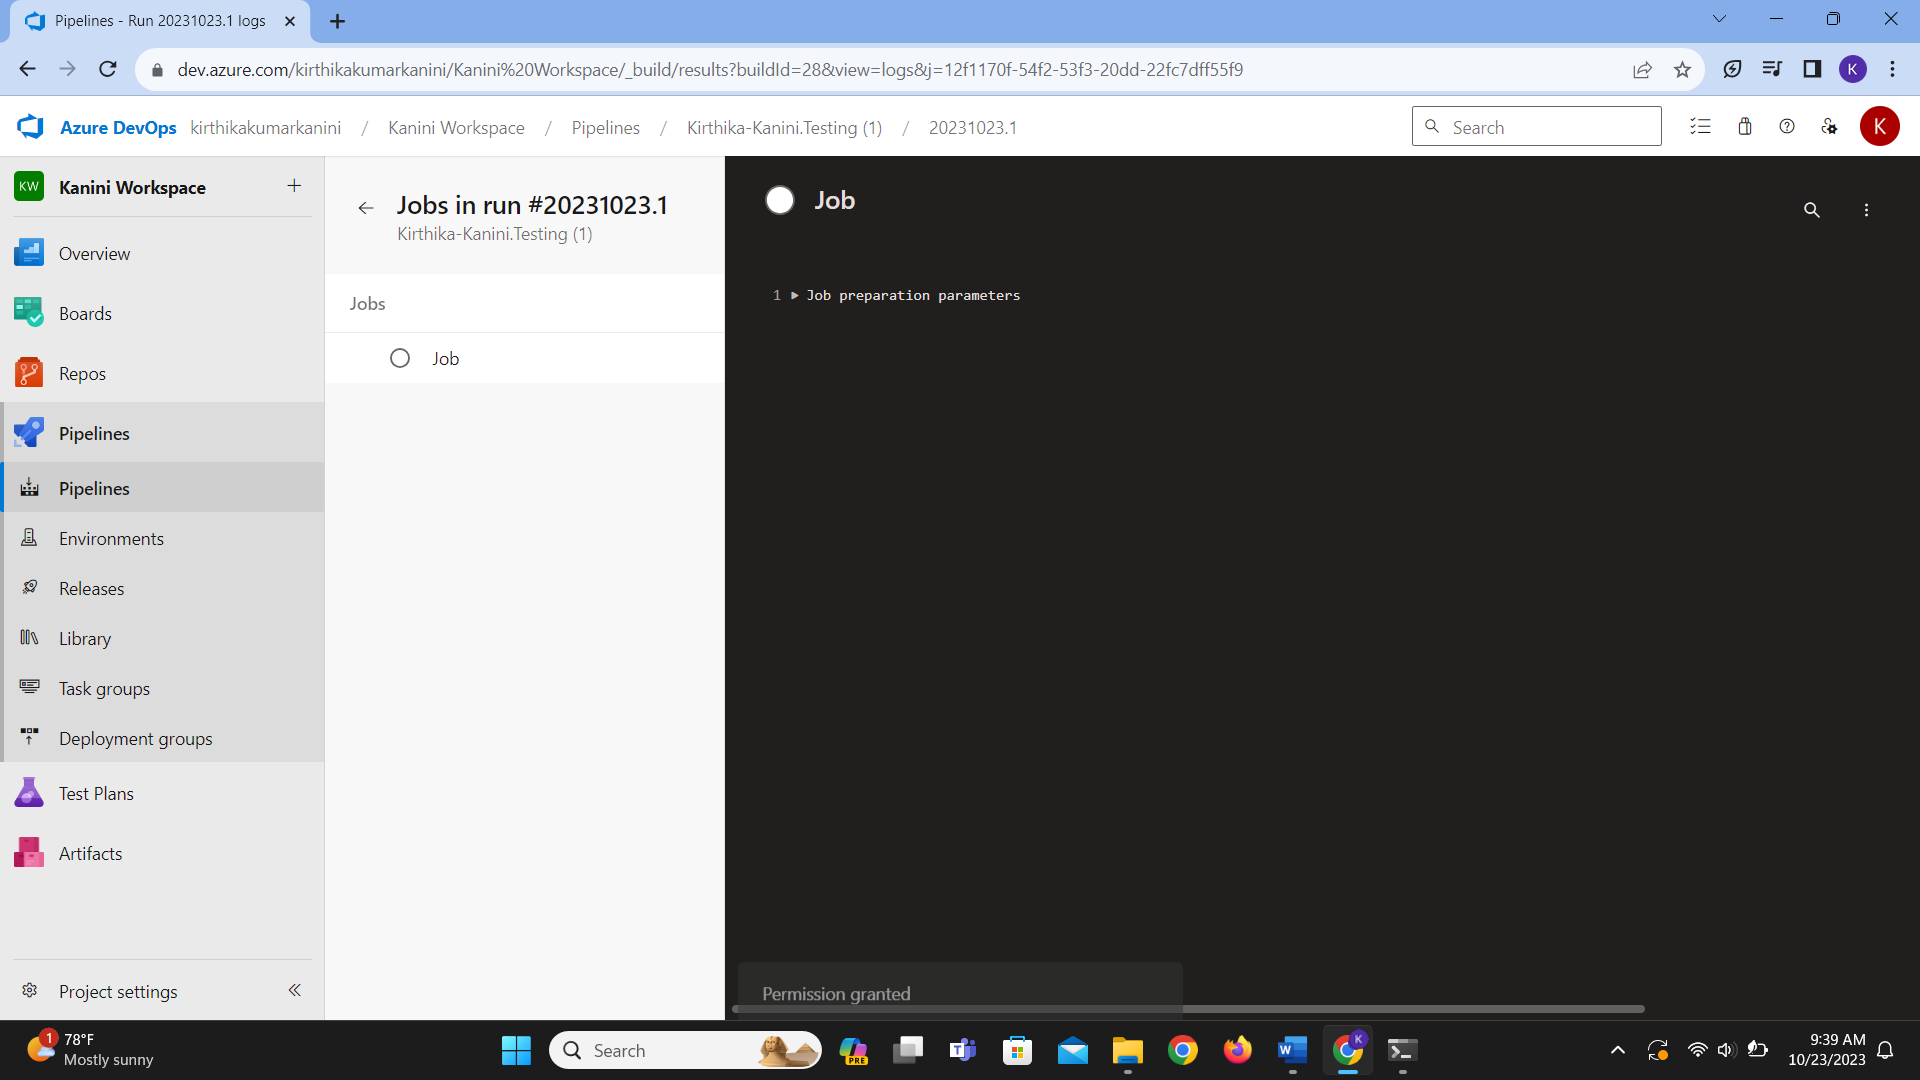 Pipelines - Run 20231023.1 logs
dev.azure.com/kirthikakumarkanini/Kanini%20Workspace/_build/results?buildId=28&view=logs&j=12f1170f-54f2-53f3-20dd-22fc7dff55f9
K
Azure DevOps kirthikakumarkanini / Kanini Workspace / Pipelines / Kirthika-Kanini.Testing (1) / 20231023.1
Search
K
KW Kanini Workspace
Overview
Boards
Repos
Pipelines
Pipelines
Environments
Releases
Library
Task groups
Deployment groups
Test Plans
Artifacts
Project settings
Jobs in run #20231023.1
Kirthika-Kanini.Testing (1)
Jobs
Job
Job
1 Job preparation parameters
Permission granted
1
78°F
Mostly sunny
Search
PRE
T
W
K
9:39 AM
10/23/2023